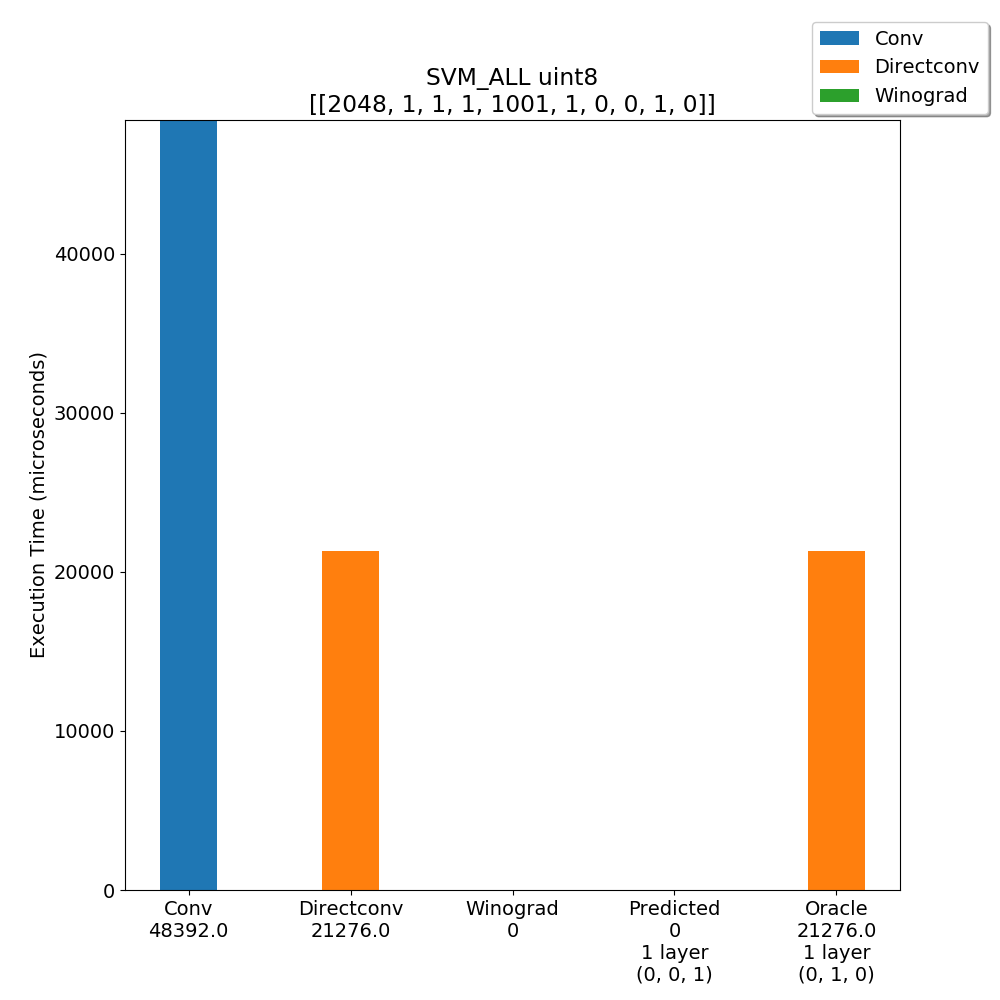 Conv
Directconv
Winograd
SVM_ALL uint8
[[2048, 1, 1, 1, 1001, 1, 0, 0, 1, 0]]
Execution Time (microseconds)
40000
30000
20000
10000
0
Conv
48392.0
Directconv
21276.0
Winograd
0
Predicted
0
1 layer
(0, 0, 1)
Oracle
21276.0
1 layer
(0, 1, 0)